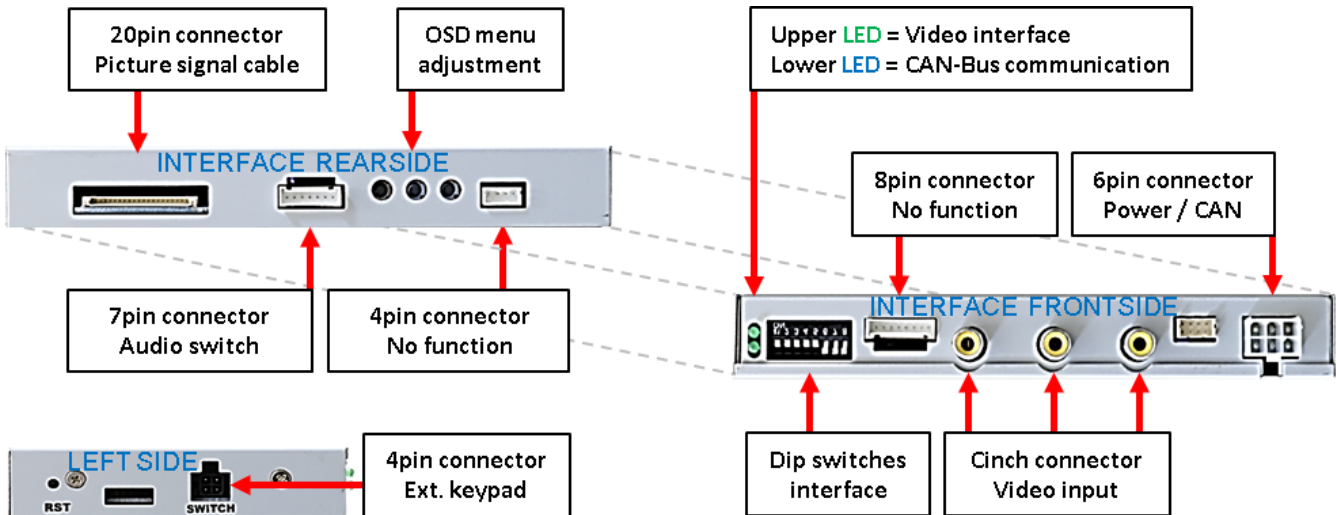 20pin connector
Picture signal cable
OSD menu
adjustment
Upper LED = Video interface
Lower LED = CAN-Bus communication
INTERFACE REARSIDE
8pin connector
No function
6pin connector
Power / CAN
7pin connector
Audio switch
4pin connector
No function
INTERFACE FRONTSIDE
LEFT SIDE
RST
SWITCH
4pin connector
Ext. keypad
Dip switches
interface
Cinch connector
Video input